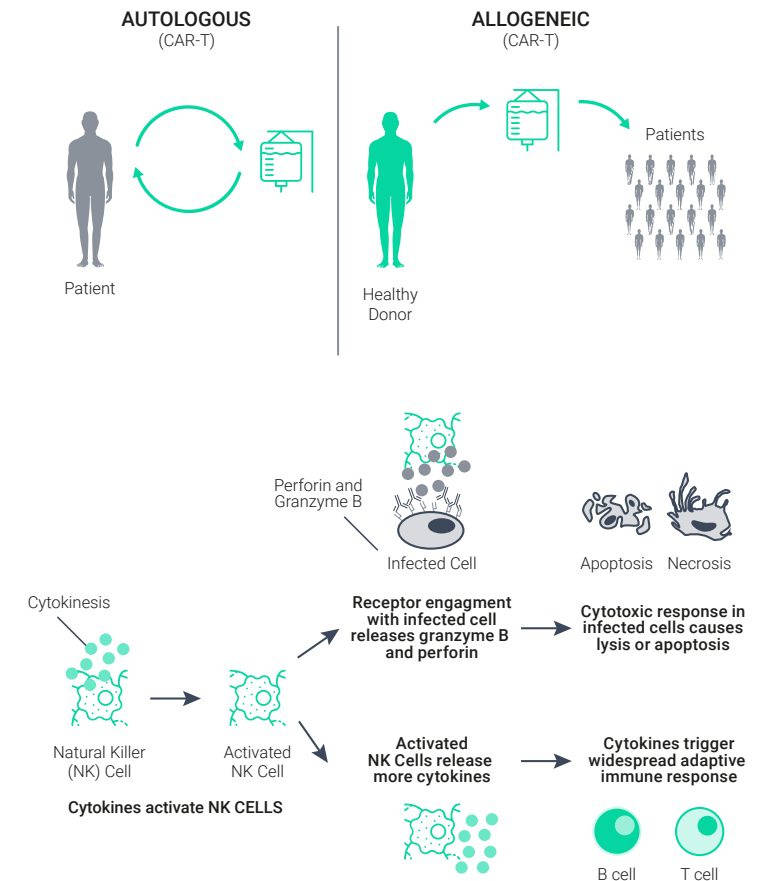 AUTOLOGOUS
(CAR-T)
ALLOGENEIC
(CAR-T)
Patients
Patient
Healthy
Donor
Perforin and
Granzyme B
Infected Cell
Apoptosis
Necrosis
Cytokinesis
Receptor engagment
with infected cell
releases granzyme B
and perforin
Cytotoxic response in
infected cells causes
lysis or apoptosis
Natural Killer
(NK) Cell
Activated
NK Cell
Cytokines activate NK CELLS
Activated
NK Cells release
more cytokines
Cytokines trigger
widespread adaptive
immune response
B cell
T cell